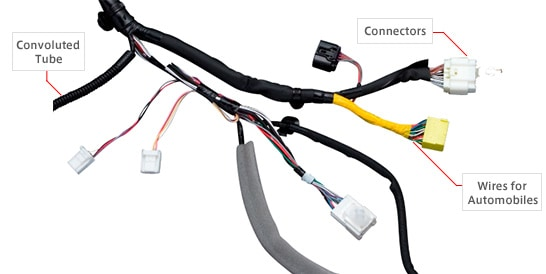 Connectors
Convoluted
Tube
Wires for
Automobiles